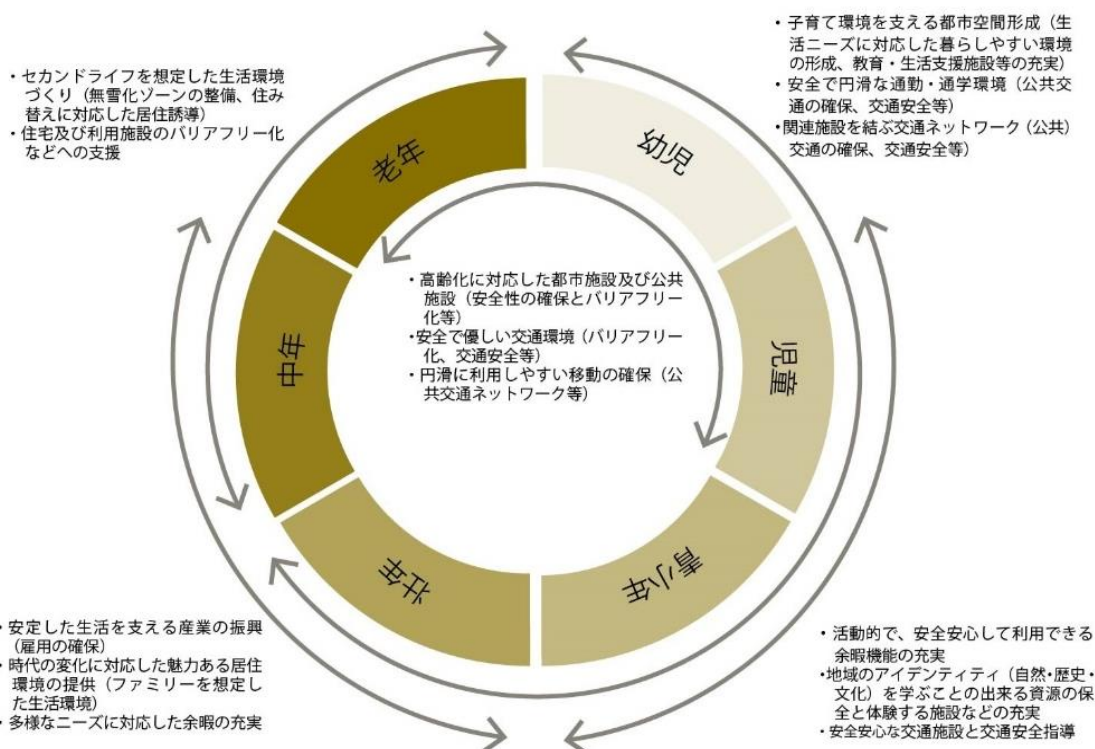 ・セカンドライフを想定した生活環境
づくり（無雪化ゾーンの整備、住み
替えに対応した居住誘導）
・住宅及び利用施設のバリアフリー化
などへの支援
・子育て環境を支える都市空間形成（生
活ニーズに対応した暮らしやすい環境
の形成、教育・生活支援施設等の充実）
・安全で円滑な通勤・通学環境（公共交
通の確保、交通安全等）
・関連施設を結ぶ交通ネットワーク（公共）
交通の確保、交通安全等）
老年
幼児
中年
児童
壮年
青少年
・高齢化に対応した都市施設及び公共
施設（安全性の確保とバリアフリー
化等）
・安全で優しい交通環境（バリアフリー
化、交通安全等）
・円滑に利用しやすい移動の確保（公
共交通ネットワーク等）
・安定した生活を支える産業の振興
（雇用の確保）
・時代の変化に対応した魅力ある居住
環境の提供（ファミリーを想定し
た生活環境）
・多様なニーズに対応した余暇の充実
・活動的で、安全安心して利用できる
余暇機能の充実
・地域のアイデンティティ（自然・歴史・
文化）を学ぶことの出来る資源の保
全と体験する施設などの充実
・安全安心な交通施設と交通安全指導